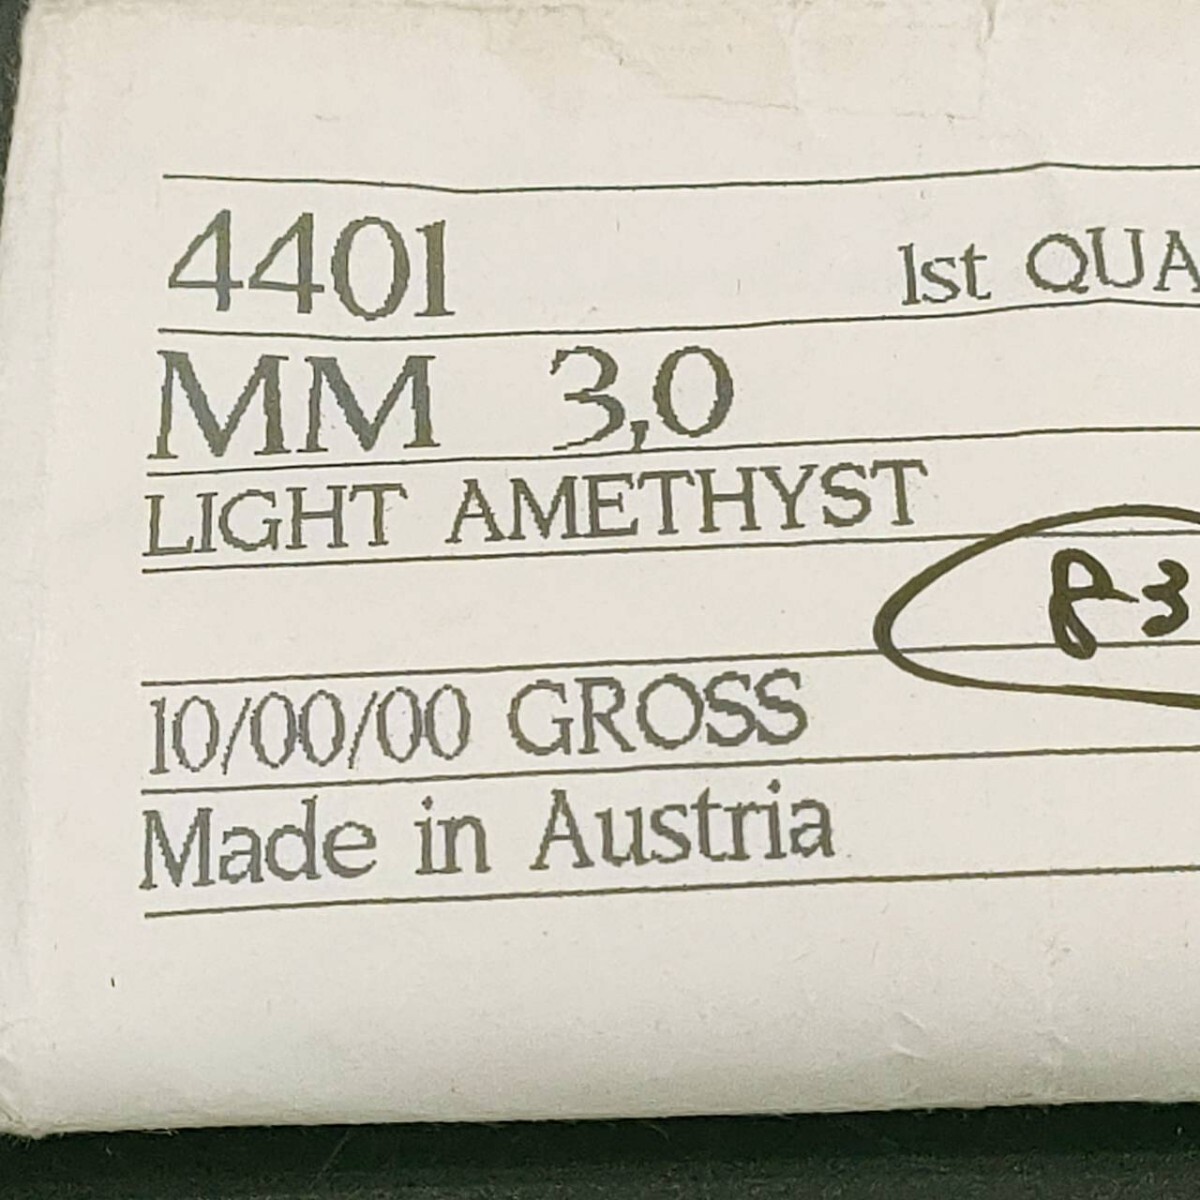 4401 1st QUA
MM 3,0
LIGHT AMETHYST
10/00/00 GROSS
Made in Austria